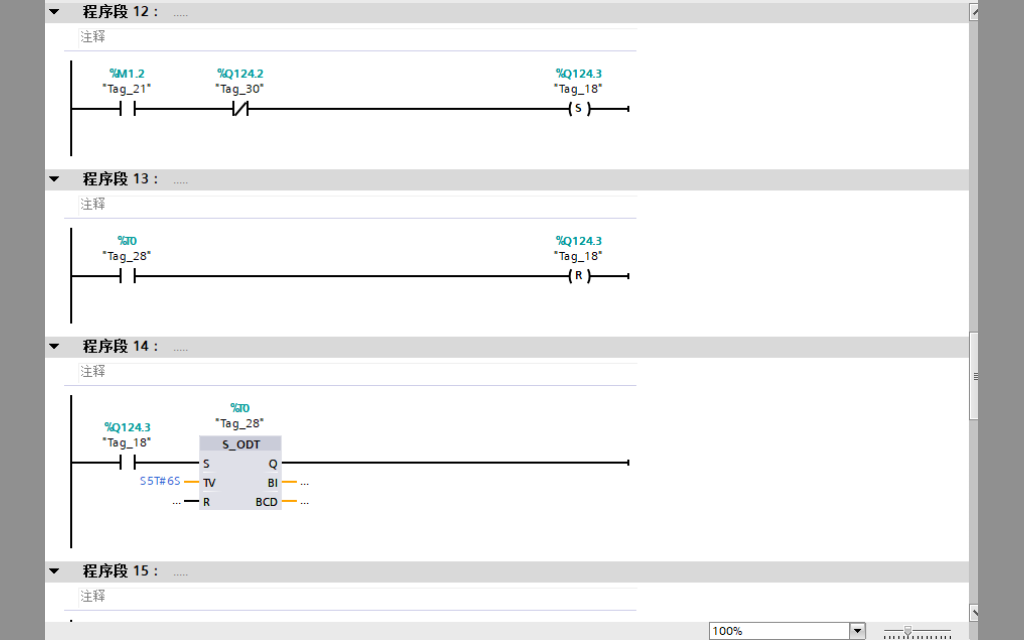 程序段 12： .....
注释
%M1.2 %Q124.2 %Q124.3
"Tag_21" "Tag_30" "Tag_18"
S
程序段 13： .....
注释
%T0 %Q124.3
"Tag_28" "Tag_18"
R
程序段 14： .....
注释
%T0
%Q124.3 "Tag_28"
"Tag_18" S_ODT
S Q
S5T#6S TV BI ...
... R BCD ...
程序段 15： .....
注释
100%